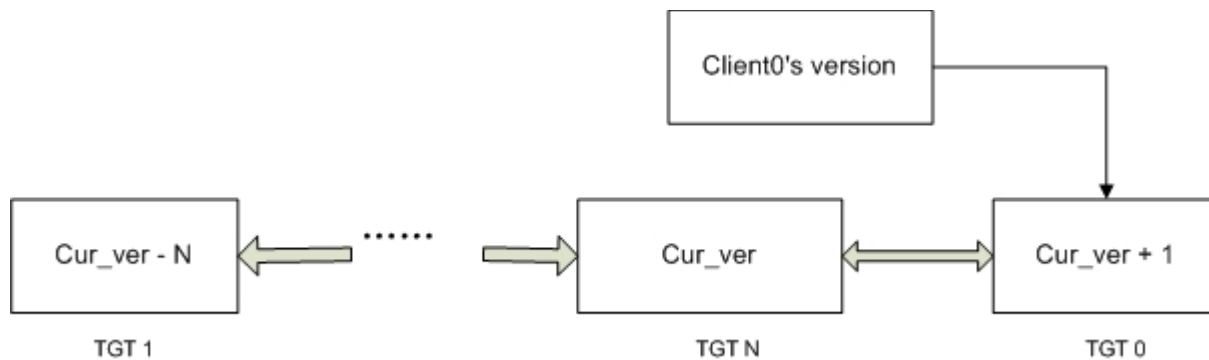 Client0's version
Cur_ver - N
......
Cur_ver
Cur_ver + 1
TGT 1
TGT N
TGT 0